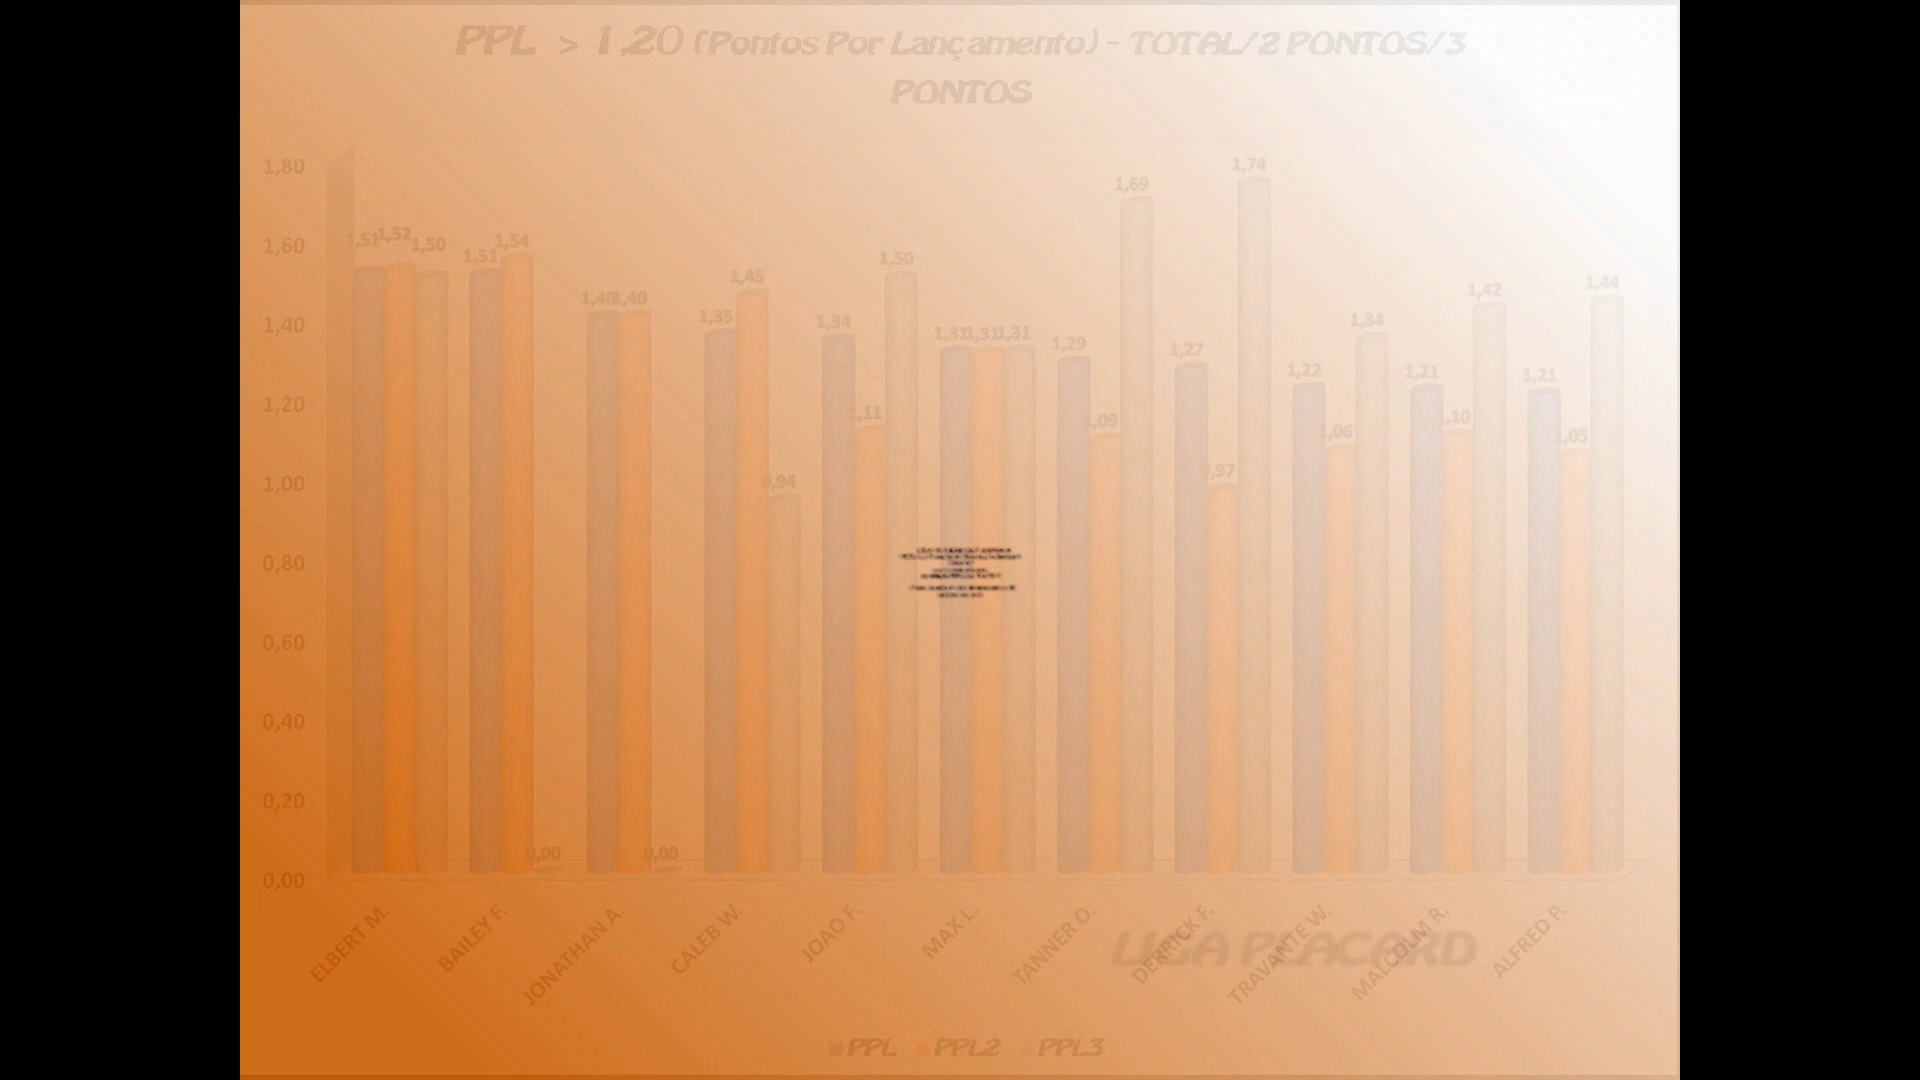 PPL > 1,20 (Pontos Por Lançamento) - TOTAL/2 PONTOS/3
PONTOS
1,80
1,60
1,40
1,20
1,00
0,80
0,60
0,40
0,20
0,00
1,51 1,52 1,50
1,51 1,54 0,00
1,40 1,40 0,00
1,35 1,45 0,94
1,34 1,11 1,50
1,31 1,31 1,31
1,29 1,09 1,69
1,27 0,97 1,74
1,22 1,06 1,34
1,21 1,10 1,42
1,21 1,05 1,44
ELBERT M.
BAILEY F.
JONATHAN A.
CALEB W.
JOAO F.
MAX L.
TANNER O.
DERRICK F.
TRAVANTE W.
MALCOLM R.
ALFRED P.
LIGA PLACARD
PPL PPL2 PPL3